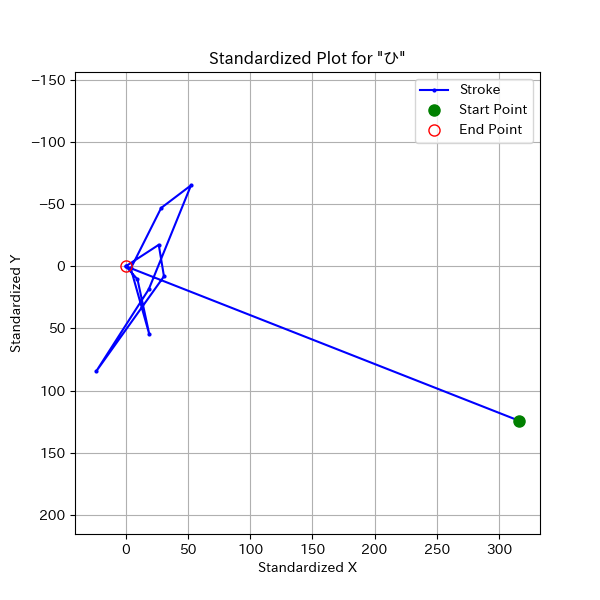 Standardized Plot for "ひ"
Stroke
Start Point
End Point
Standardized Y
−150
−100
−50
0
50
100
150
200
0 50 100 150 200 250 300
Standardized X